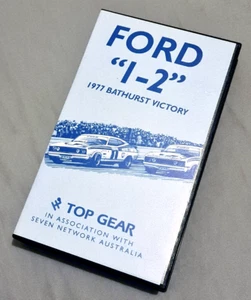 FORD
"1-2"
1977 BATHURST VICTORY
TOP GEAR
IN ASSOCIATION WITH
SEVEN NETWORK AUSTRALIA